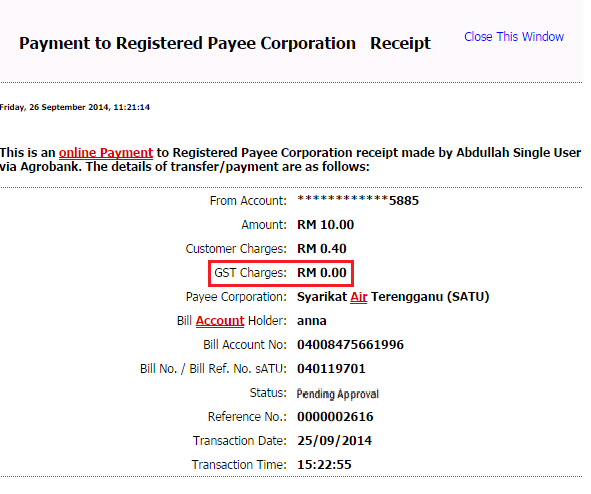 Payment to Registered Payee Corporation Receipt
Close This Window
Friday, 26 September 2014, 11:21:14
This is an online Payment to Registered Payee Corporation receipt made by Abdullah Single User
via Agrobank. The details of transfer/payment are as follows:
From Account: ************5885
Amount: RM 10.00
Customer Charges: RM 0.40
GST Charges: RM 0.00
Payee Corporation: Syarikat Air Terengganu (SATU)
Bill Account Holder: anna
Bill Account No: 04008475661996
Bill No. / Bill Ref. No. sATU: 040119701
Status: Pending Approval
Reference No.: 0000002616
Transaction Date: 25/09/2014
Transaction Time: 15:22:55